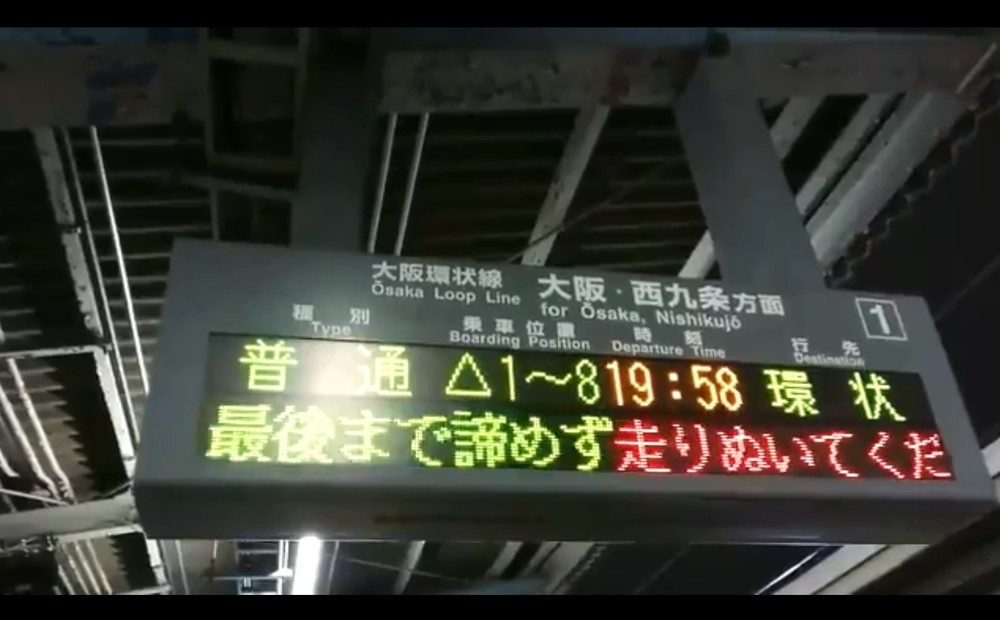 大阪環状線 大阪・西九条方面 1
Ōsaka Loop Line for Ōsaka, Nishikujō
種別 乗車位置 時刻 行先
Type Boarding Position Departure Time Destination
普通 △1～8 19:58 環状
最後まで諦めず走りぬいてくだ